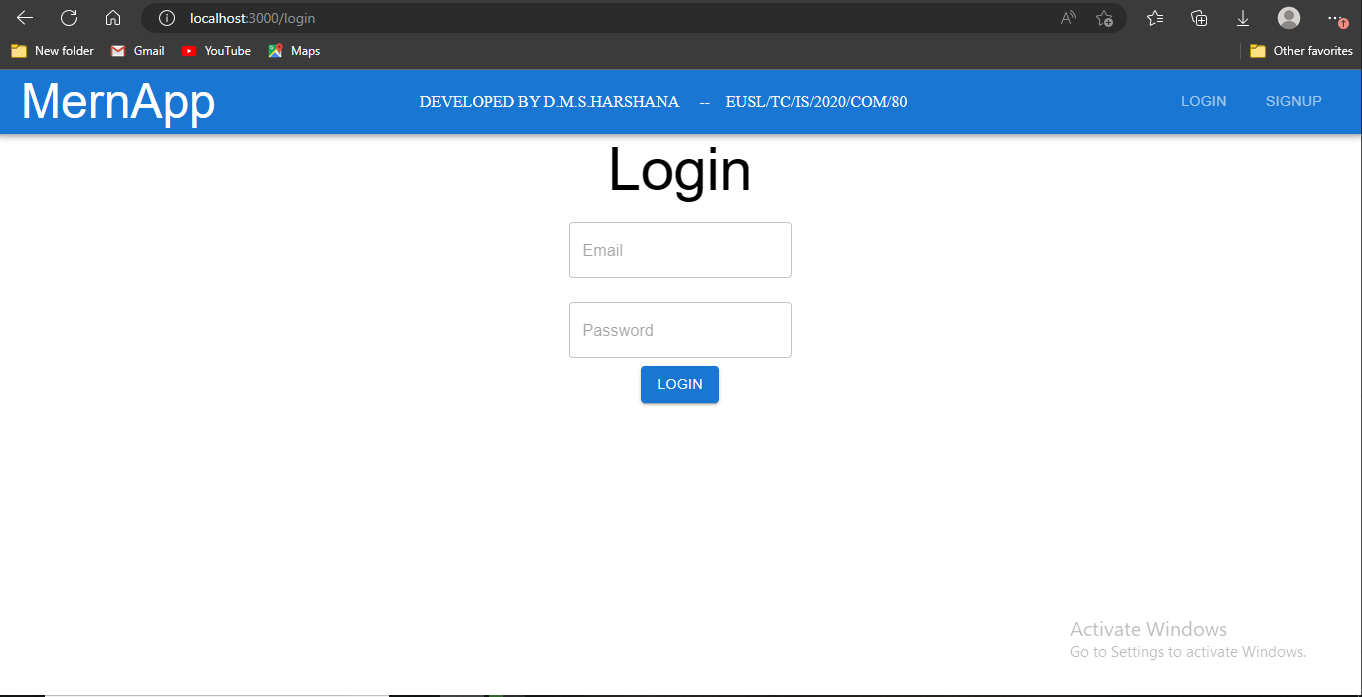 localhost:3000/login
New folder Gmail YouTube Maps Other favorites
MernApp DEVELOPED BY D.M.S.HARSHANA -- EUSL/TC/IS/2020/COM/80 LOGIN SIGNUP
Login
Email
Password
LOGIN
Activate Windows
Go to Settings to activate Windows.